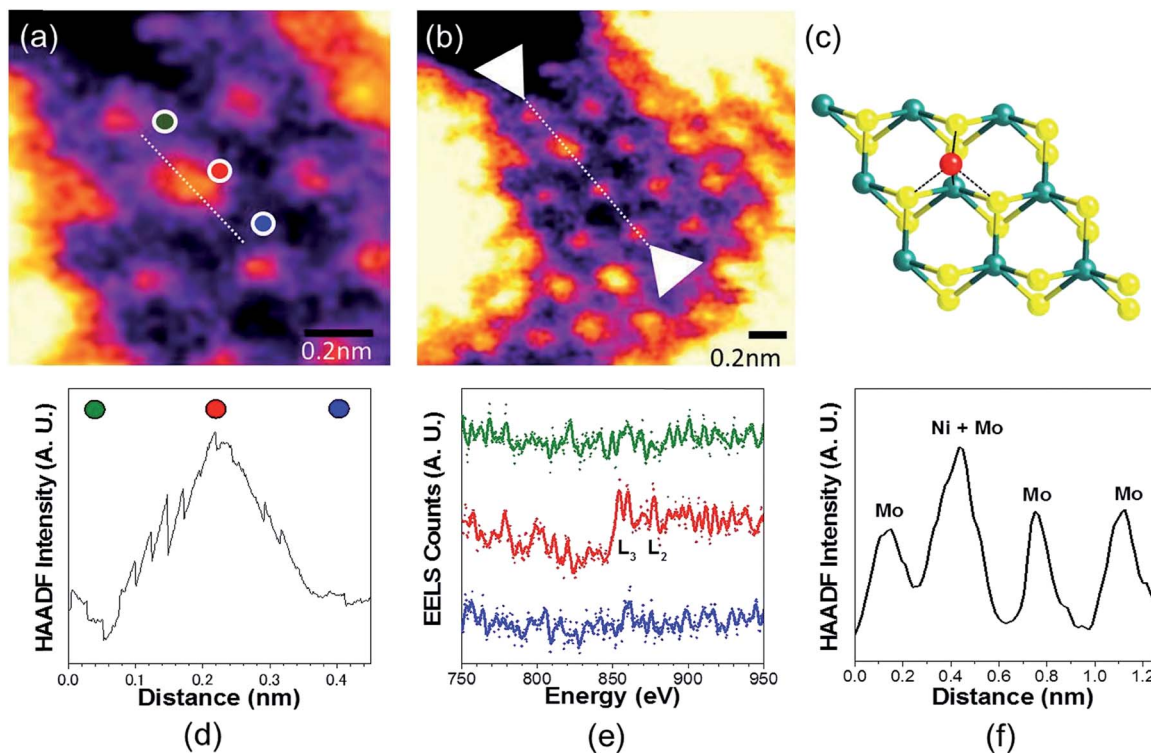 (a)
0.2nm
(b)
0.2nm
(c)
HAADF Intensity (A. U.)
0.0 0.1 0.2 0.3 0.4
Distance (nm)
(d)
EELS Counts (A. U.)
L3 L2
750 800 850 900 950
Energy (eV)
(e)
HAADF Intensity (A. U.)
Ni + Mo
Mo
Mo
Mo
0.0 0.2 0.4 0.6 0.8 1.0 1.2
Distance (nm)
(f)